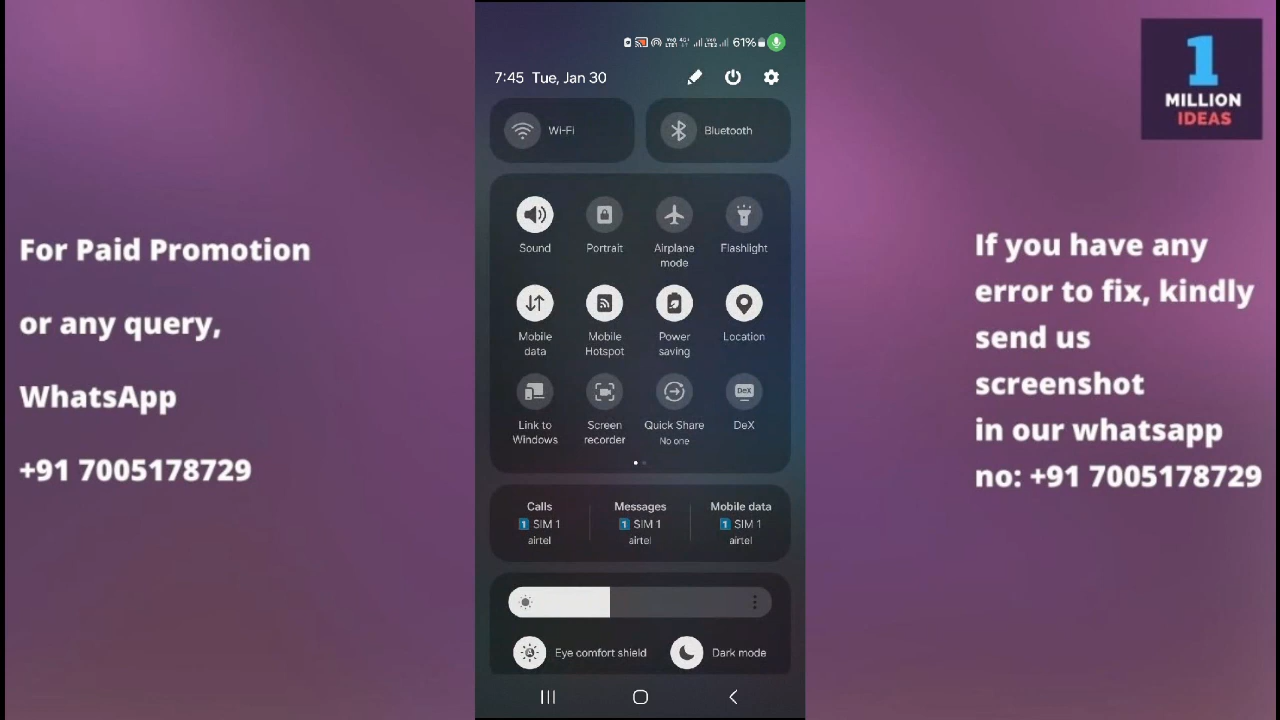 For Paid Promotion
or any query,
WhatsApp
+91 7005178729
61%
7:45 Tue, Jan 30
Wi-Fi
Bluetooth
Sound
Portrait
Airplane
mode
Flashlight
Mobile
data
Mobile
Hotspot
Power
saving
Location
Link to
Windows
Screen
recorder
Quick Share
No one
DeX
DeX
Calls
1 SIM 1
airtel
Messages
1 SIM 1
airtel
Mobile data
1 SIM 1
airtel
Eye comfort shield
Dark mode
1
MILLION
IDEAS
If you have any
error to fix, kindly
send us
screenshot
in our whatsapp
no: +91 7005178729